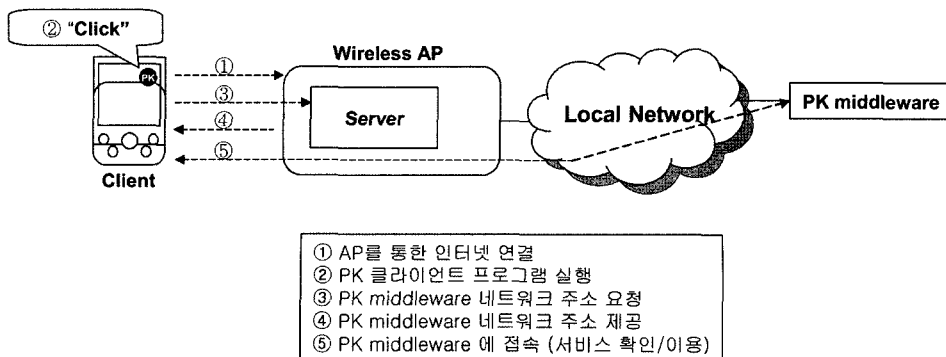 ② "Click"
PK
Wireless AP
①
③
Server
④
⑤
Client
Local Network
PK middleware
① AP를 통한 인터넷 연결
② PK 클라이언트 프로그램 실행
③ PK middleware 네트워크 주소 요청
④ PK middleware 네트워크 주소 제공
⑤ PK middleware 에 접속 (서비스 확인/이용)